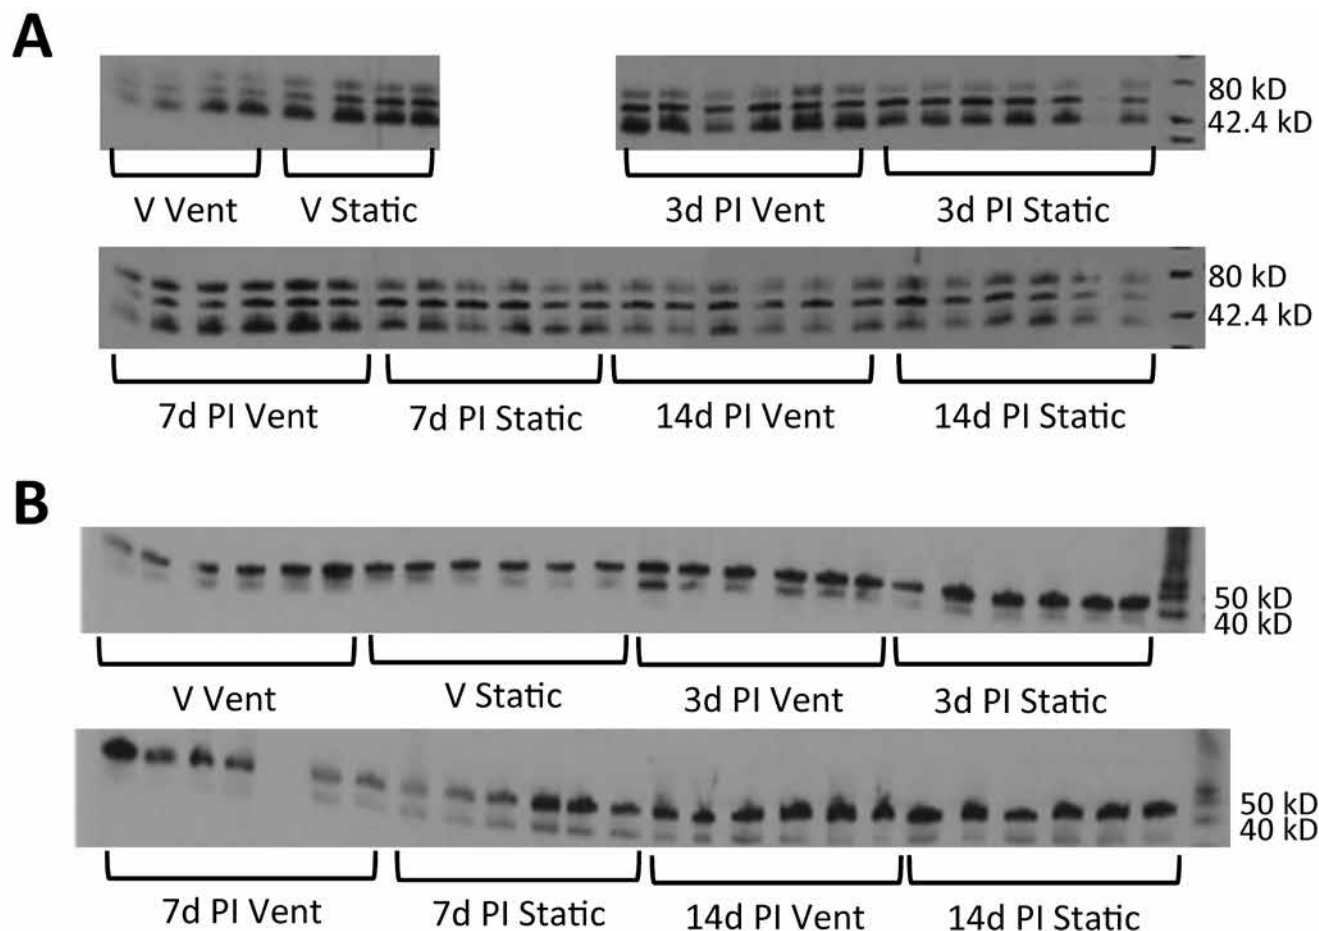 A
80 kD
42.4 kD
V Vent V Static 3d PI Vent 3d PI Static
80 kD
42.4 kD
7d PI Vent 7d PI Static 14d PI Vent 14d PI Static
B
50 kD
40 kD
V Vent V Static 3d PI Vent 3d PI Static
50 kD
40 kD
7d PI Vent 7d PI Static 14d PI Vent 14d PI Static